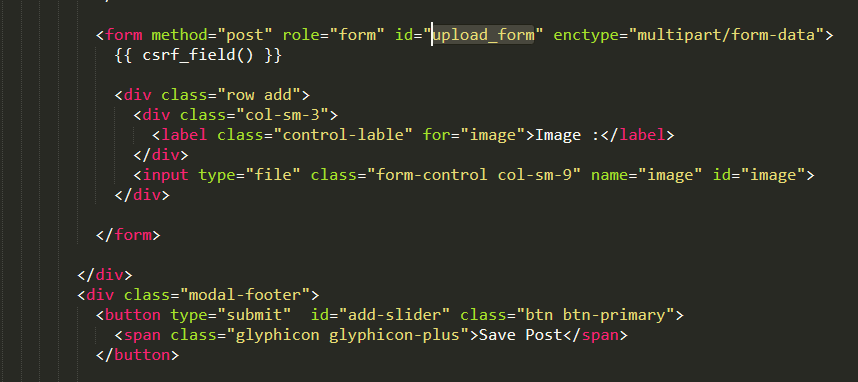 <form method="post" role="form" id="upload_form" enctype="multipart/form-data">
{{ csrf_field() }}
<div class="row add">
<div class="col-sm-3">
<label class="control-lable" for="image">Image :</label>
</div>
<input type="file" class="form-control col-sm-9" name="image" id="image">
</div>
</form>
</div>
<div class="modal-footer">
<button type="submit"  id="add-slider" class="btn btn-primary">
<span class="glyphicon glyphicon-plus">Save Post</span>
</button>